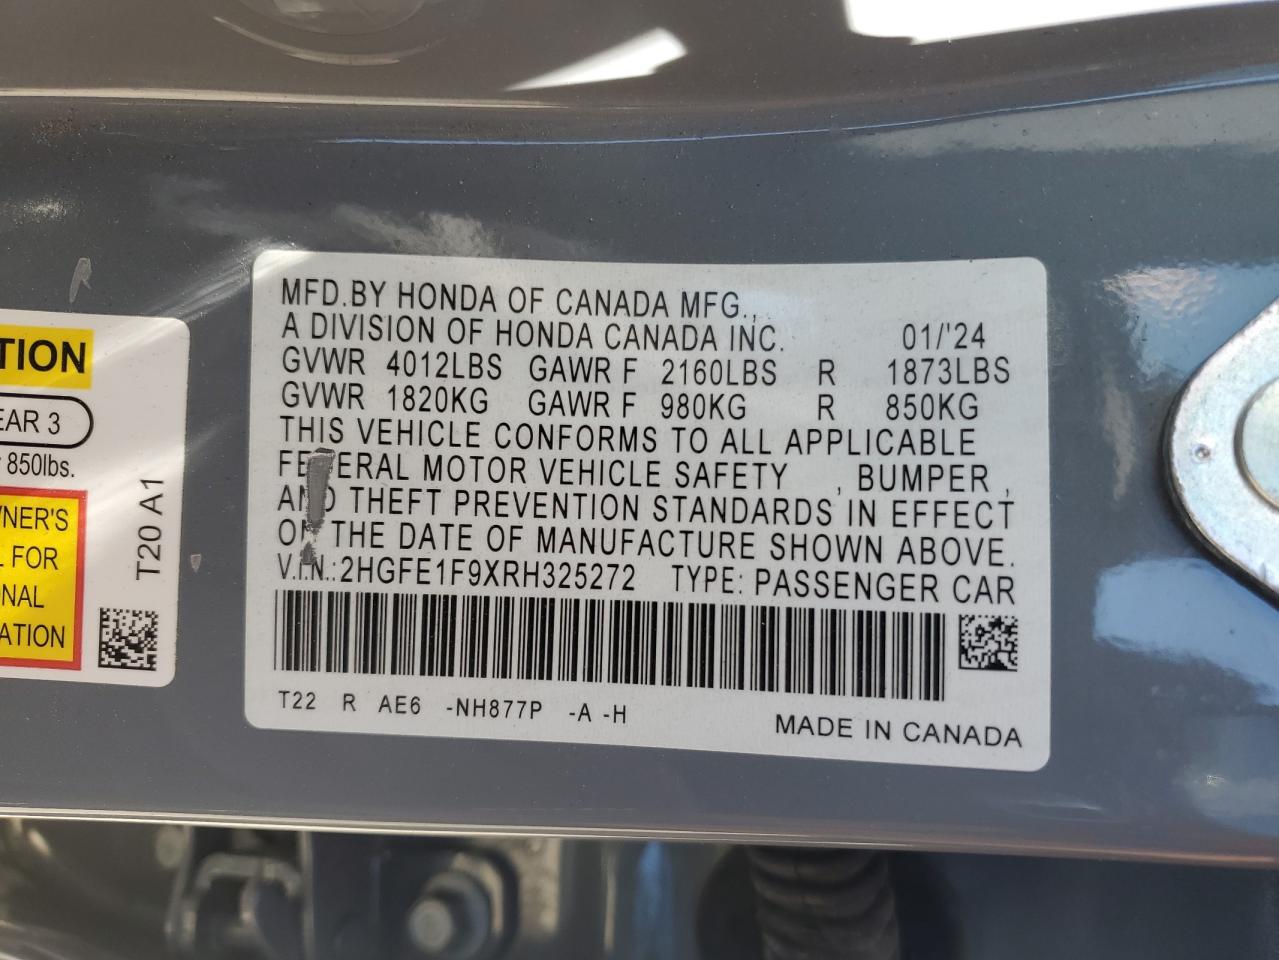 TION
EAR 3
850lbs.
WNER'S
L FOR
NAL
ATION
T20 A1
MFD.BY HONDA OF CANADA MFG.,
A DIVISION OF HONDA CANADA INC. 01/'24
GVWR 4012LBS GAWR F 2160LBS R 1873LBS
GVWR 1820KG GAWR F 980KG R 850KG
THIS VEHICLE CONFORMS TO ALL APPLICABLE
FEDERAL MOTOR VEHICLE SAFETY , BUMPER ,
AND THEFT PREVENTION STANDARDS IN EFFECT
ON THE DATE OF MANUFACTURE SHOWN ABOVE.
V.I.N.:2HGFE1F9XRH325272 TYPE: PASSENGER CAR
T22 R AE6 -NH877P -A -H
MADE IN CANADA